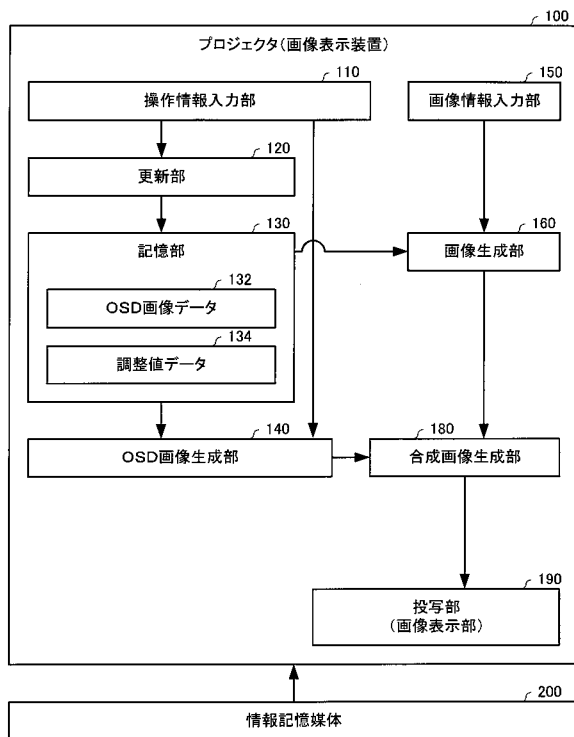 100
プロジェクタ(画像表示装置)
110
操作情報入力部
150
画像情報入力部
120
更新部
130
記憶部
160
画像生成部
132
OSD画像データ
134
調整値データ
140
OSD画像生成部
180
合成画像生成部
190
投写部
(画像表示部)
200
情報記憶媒体